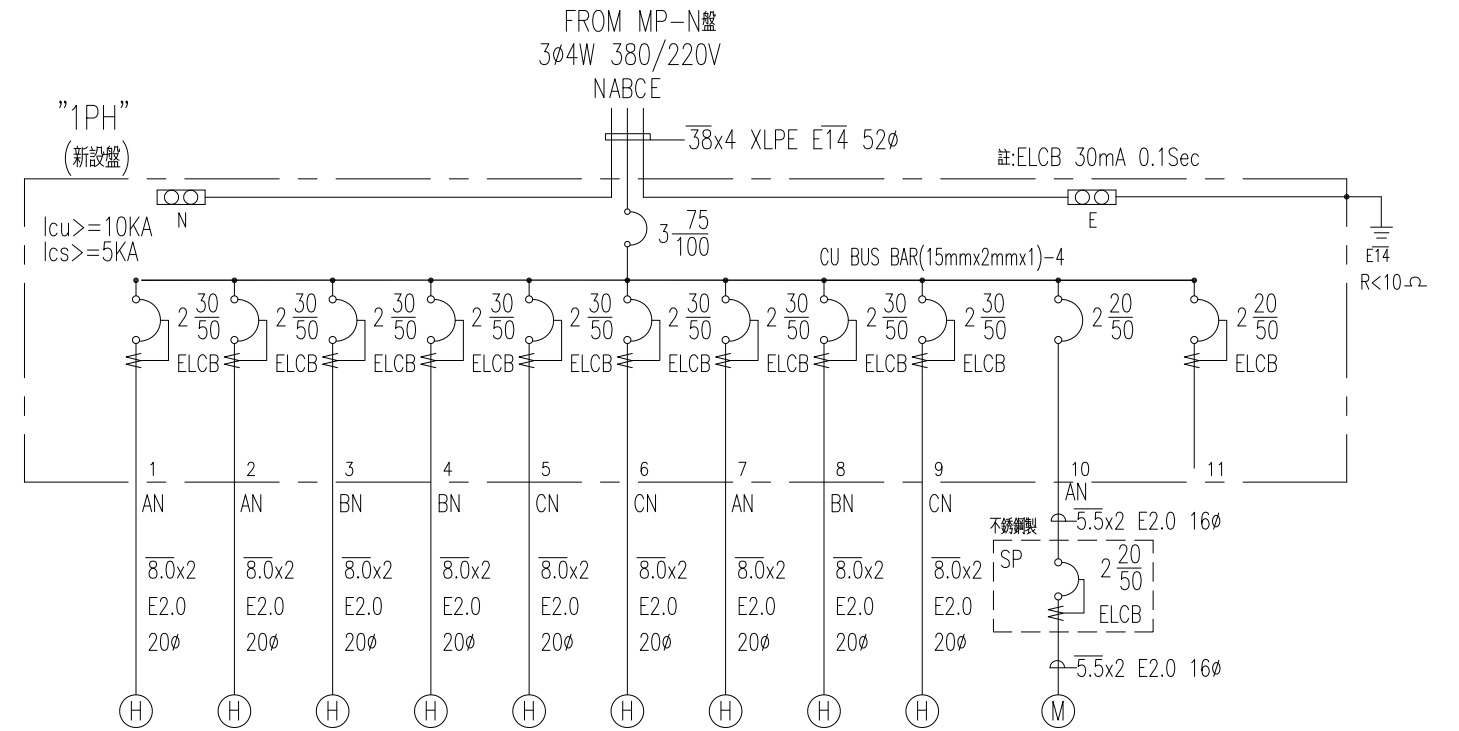 FROM MP-N盤
3ø4W 380/220V
NABCE
"1PH"
(新設盤)
38x4 XLPE E14 52ø
註:ELCB 30mA 0.1Sec
N
E
Icu>=10KA
Ics>=5KA
3 75/100
CU BUS BAR(15mmx2mmx1)-4
E14
R<10Ω
2 30/50 2 30/50 2 30/50 2 30/50 2 30/50 2 30/50 2 30/50 2 30/50 2 30/50 2 20/50 2 20/50
ELCB ELCB ELCB ELCB ELCB ELCB ELCB ELCB ELCB ELCB
1 2 3 4 5 6 7 8 9 10 11
AN AN BN BN CN CN AN BN CN AN
5.5x2 E2.0 16ø
不銹鋼製
SP
2 20/50
ELCB
8.0x2 8.0x2 8.0x2 8.0x2 8.0x2 8.0x2 8.0x2 8.0x2 8.0x2
E2.0 E2.0 E2.0 E2.0 E2.0 E2.0 E2.0 E2.0 E2.0
20ø 20ø 20ø 20ø 20ø 20ø 20ø 20ø 20ø
5.5x2 E2.0 16ø
H H H H H H H H H M